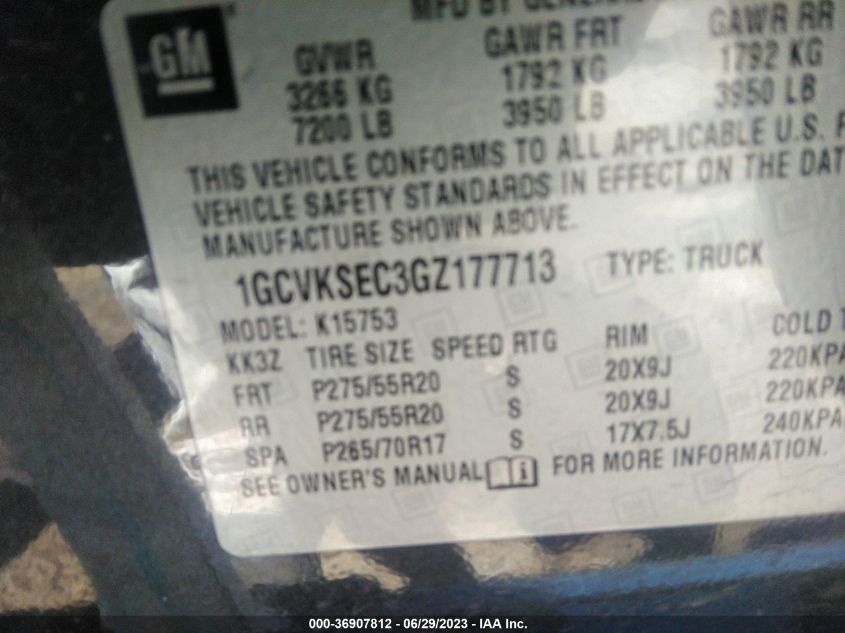 MFD BY GENERA
GM
GVWR GAWR FRT GAWR RR
3266 KG 1792 KG 1792 KG
7200 LB 3950 LB 3950 LB
THIS VEHICLE CONFORMS TO ALL APPLICABLE U.S. F
VEHICLE SAFETY STANDARDS IN EFFECT ON THE DAT
MANUFACTURE SHOWN ABOVE.
1GCVKSEC3GZ177713 TYPE: TRUCK
MODEL: K15753
KK3Z TIRE SIZE SPEED RTG RIM COLD T
FRT P275/55R20 S 20X9J 220KPA
RR P275/55R20 S 20X9J 220KPA
SPA P265/70R17 S 17X7.5J 240KPA
SEE OWNER'S MANUAL FOR MORE INFORMATION.
000-36907812 - 06/29/2023 - IAA Inc.